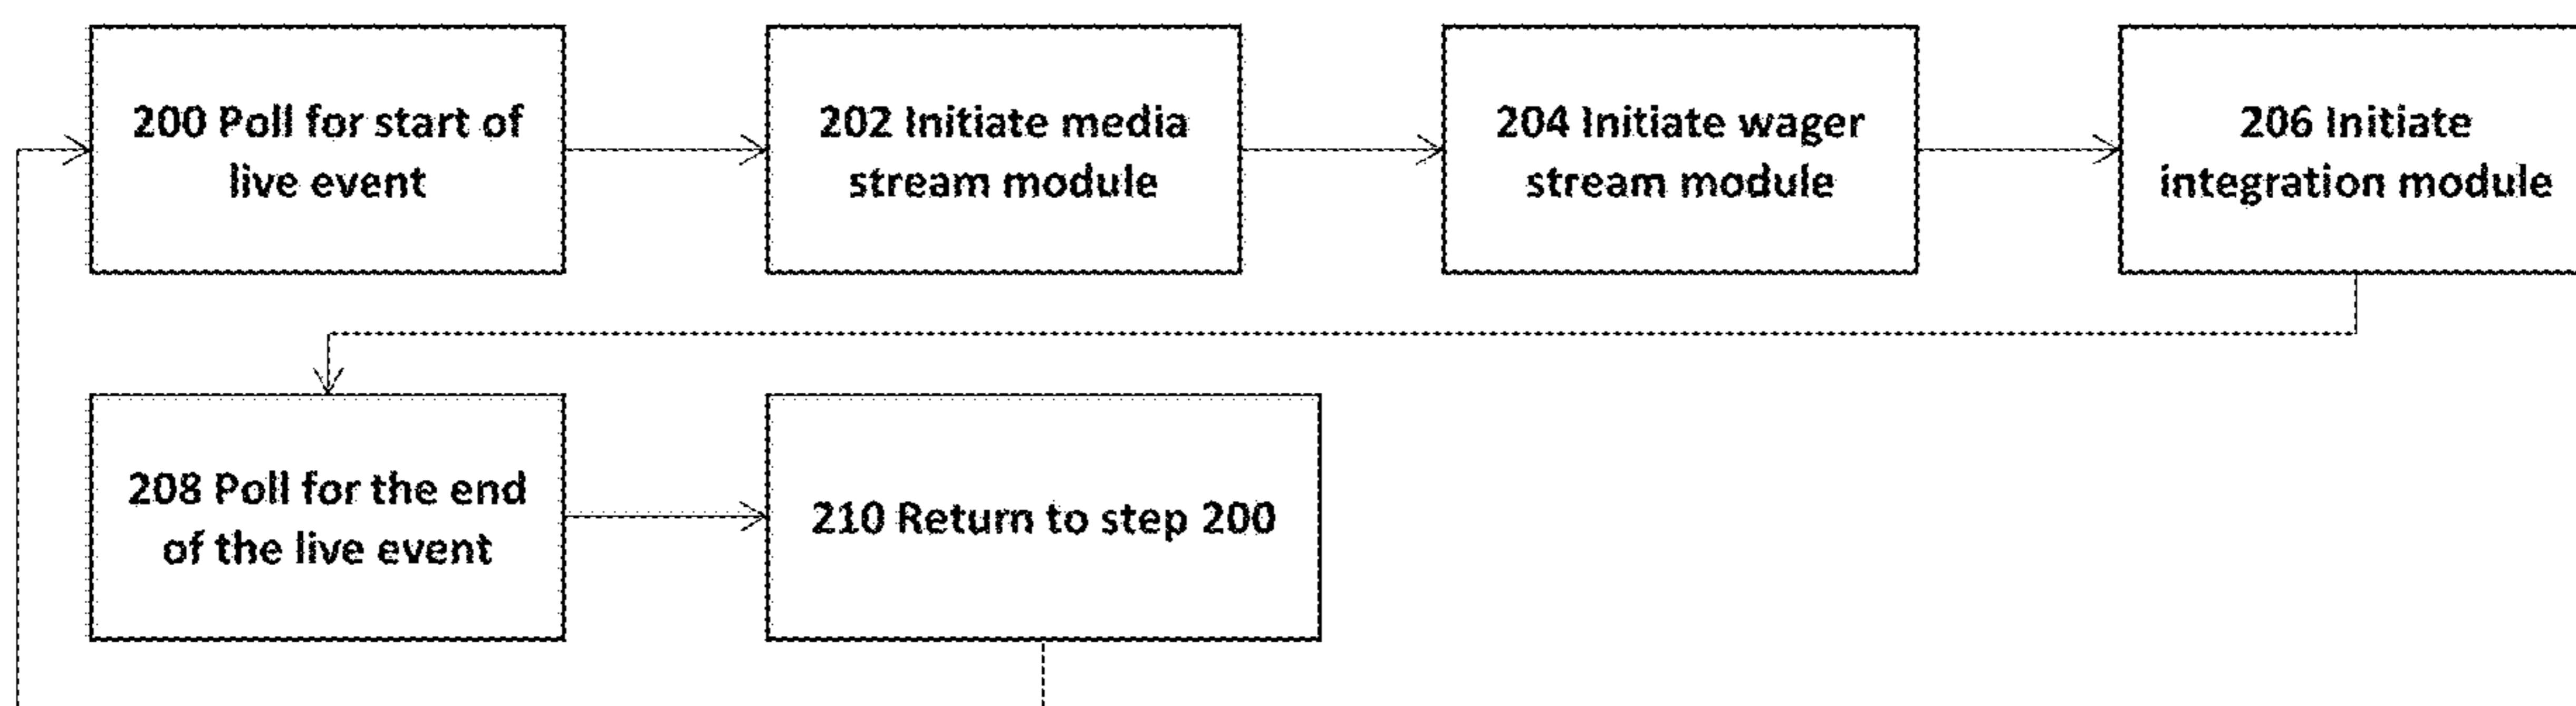 200 Poll for start of
live event
202 Initiate media
stream module
204 Initiate wager
stream module
206 Initiate
integration module
208 Poll for the end
of the live event
210 Return to step 200